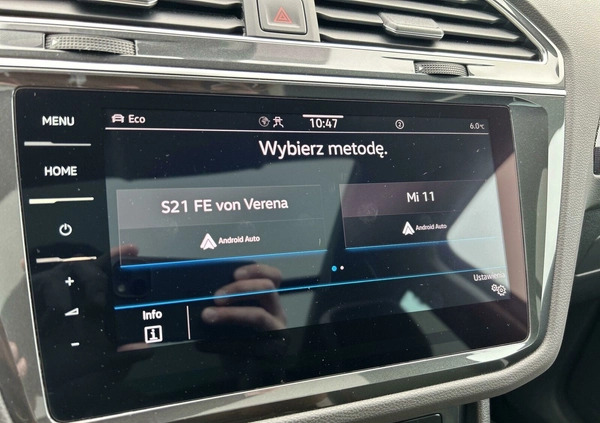 MENU
HOME
Eco
10:47
2
6.0°C
Wybierz metodę.
S21 FE von Verena
Android Auto
Mi 11
Android Auto
Ustawienia
Info